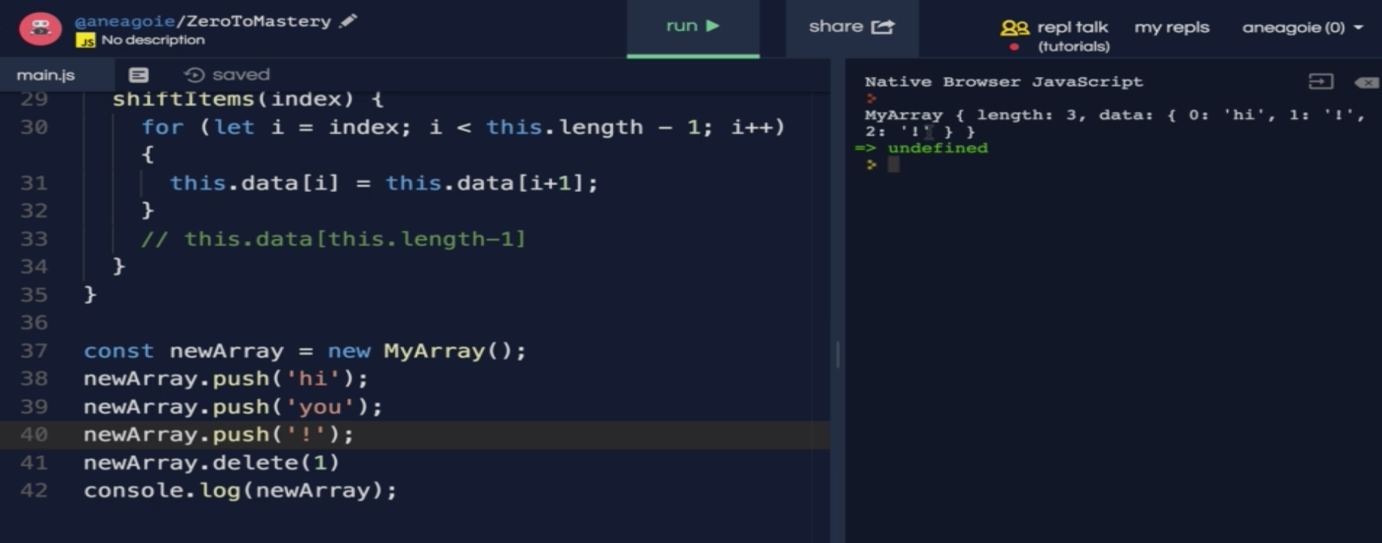 @aneagoie/ZeroToMastery
JS No description
run
share
repl talk
(tutorials)
my repls
aneagoie (0)
main.js
saved
29 shiftItems(index) {
30 for (let i = index; i < this.length - 1; i++)
{
31 this.data[i] = this.data[i+1];
32 }
33 // this.data[this.length-1]
34 }
35 }
36
37 const newArray = new MyArray();
38 newArray.push('hi');
39 newArray.push('you');
40 newArray.push('!');
41 newArray.delete(1)
42 console.log(newArray);
Native Browser JavaScript
>
MyArray { length: 3, data: { 0: 'hi', 1: '!',
2: '!' } }
=> undefined
>